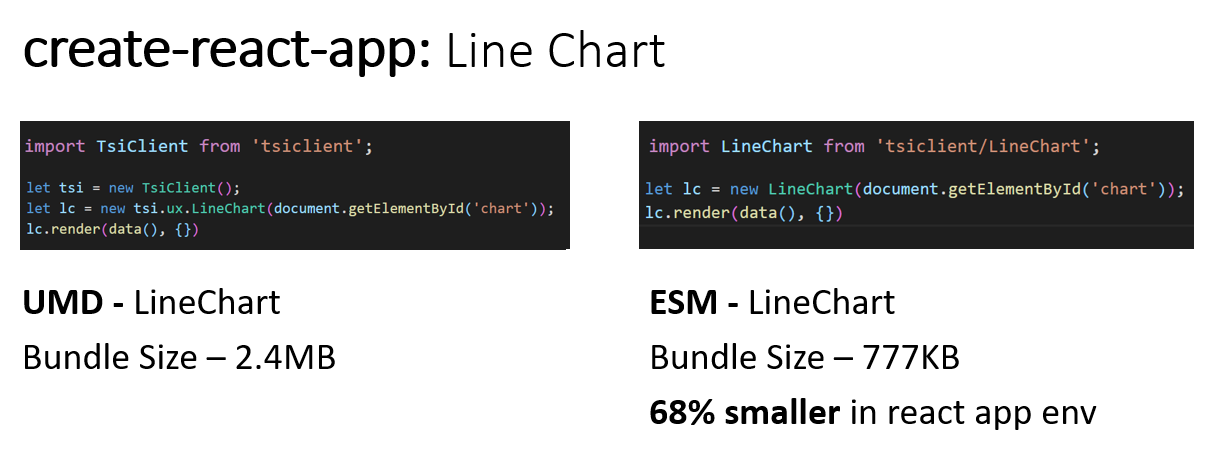 create-react-app: Line Chart
import TsiClient from 'tsiclient';
let tsi = new TsiClient();
let lc = new tsi.ux.LineChart(document.getElementById('chart'));
lc.render(data(), {})
UMD - LineChart
Bundle Size – 2.4MB
import LineChart from 'tsiclient/LineChart';
let lc = new LineChart(document.getElementById('chart'));
lc.render(data(), {})
ESM - LineChart
Bundle Size – 777KB
68% smaller in react app env